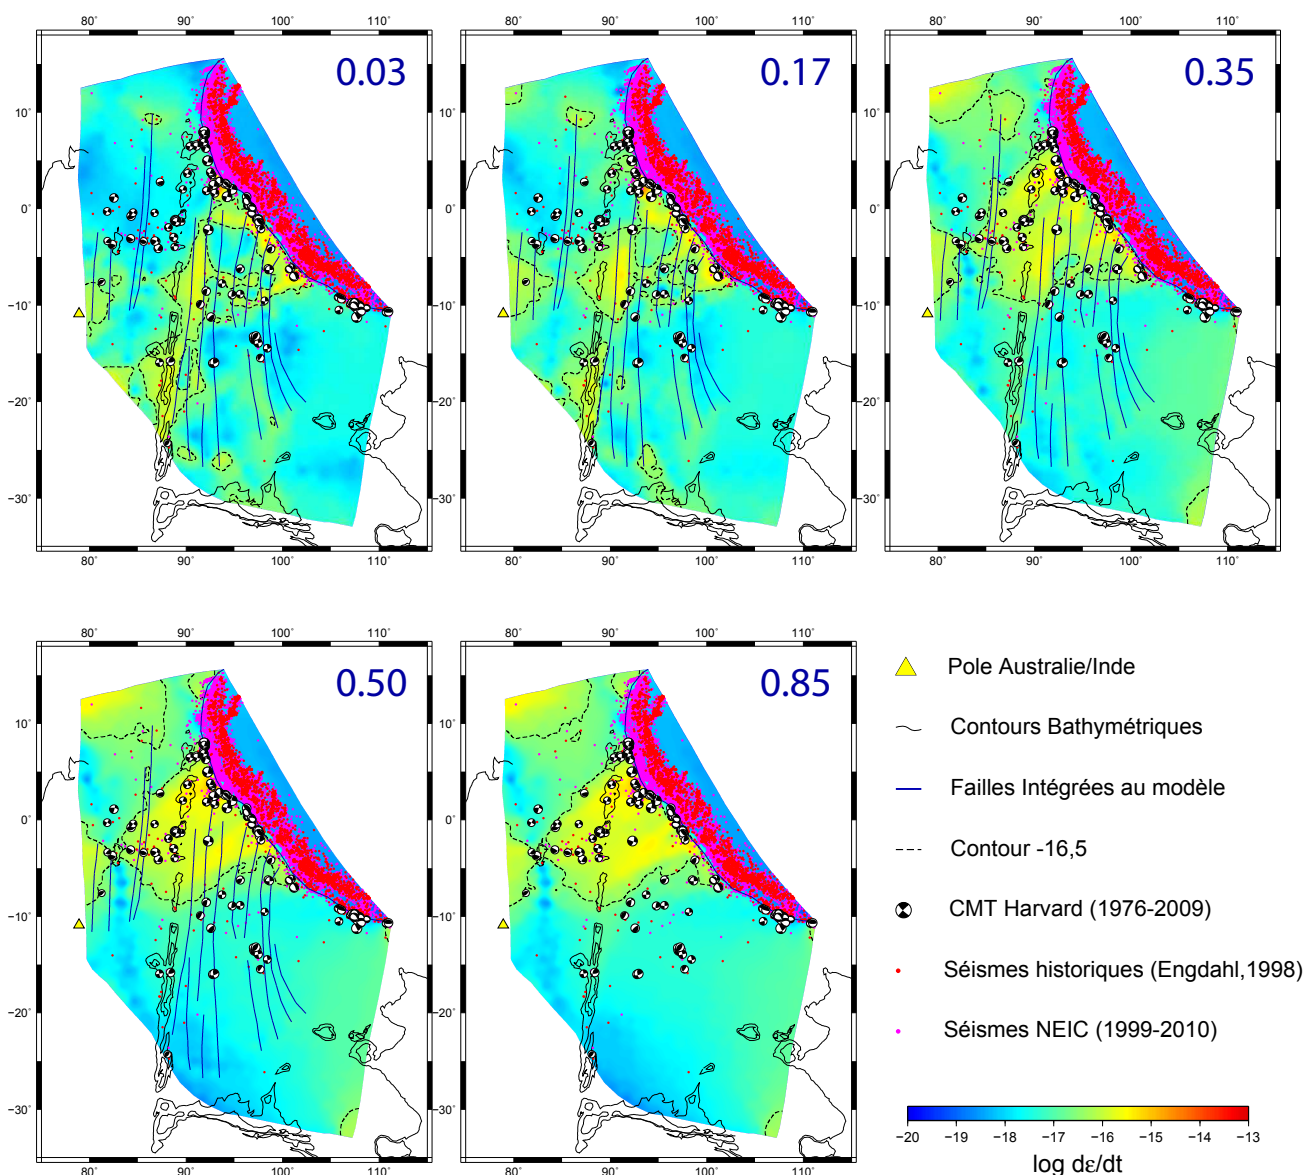 80° 90° 100° 110° 80° 90° 100° 110° 80° 90° 100° 110°
0.03 0.17 0.35
10° 10° 10°
0° 0° 0°
−10° −10° −10°
−20° −20° −20°
−30° −30° −30°
80° 90° 100° 110° 80° 90° 100° 110° 80° 90° 100° 110°
80° 90° 100° 110° 80° 90° 100° 110°
0.50 0.85
10° 10°
0° 0°
−10° −10°
−20° −20°
−30° −30°
80° 90° 100° 110° 80° 90° 100° 110°
Pole Australie/Inde
Contours Bathymétriques
Failles Intégrées au modèle
Contour -16,5
CMT Harvard (1976-2009)
Séismes historiques (Engdahl,1998)
Séismes NEIC (1999-2010)
−20 −19 −18 −17 −16 −15 −14 −13
log dε/dt